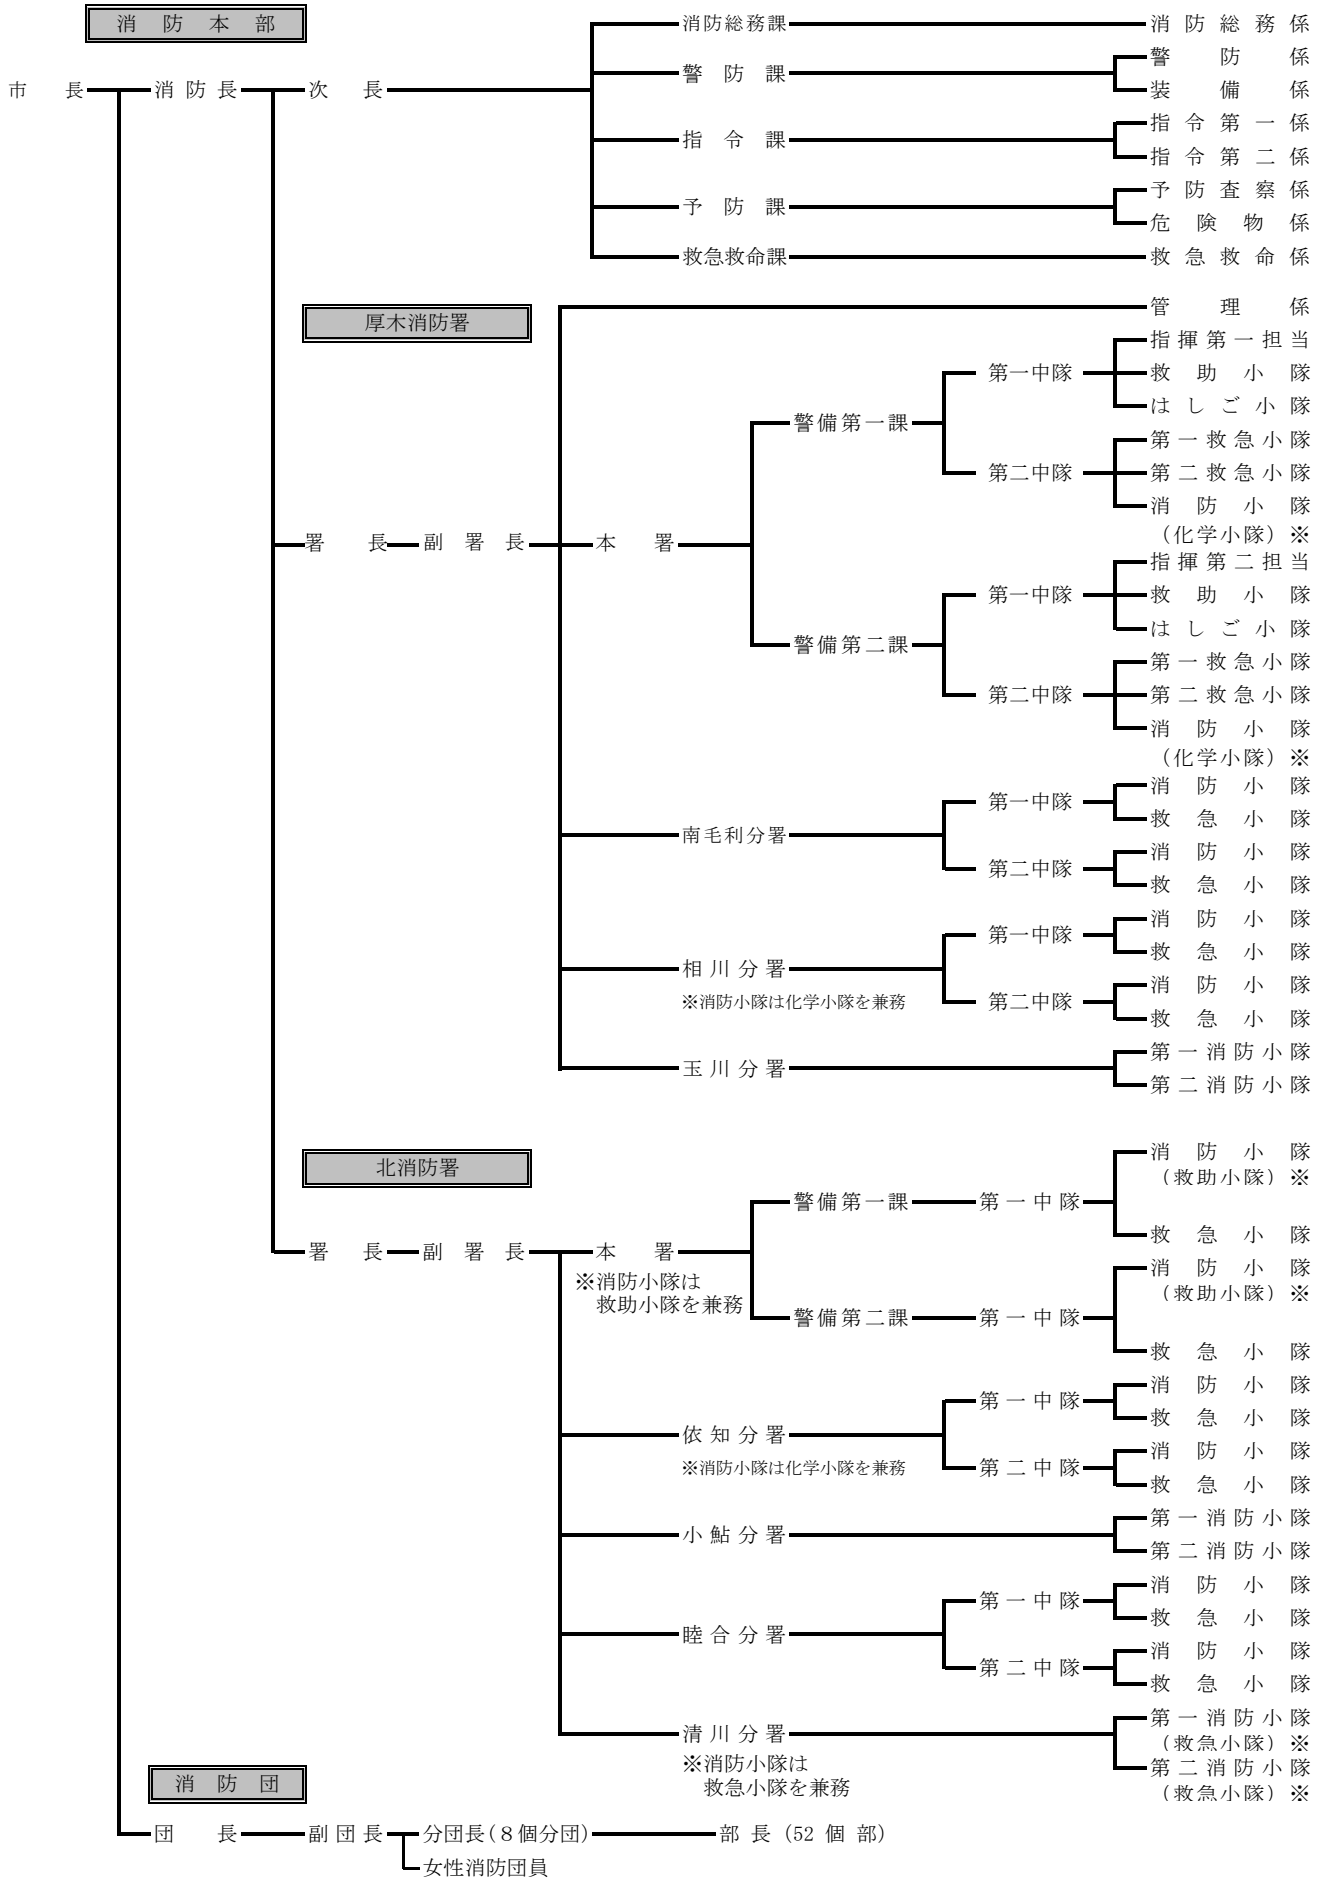 消防本部
市長 消防長 次長
消防総務課 消防総務係
警防課 警防係
装備係
指令課 指令第一係
指令第二係
予防課 予防査察係
危険物係
救急救命課 救急救命係
厚木消防署
署長 副署長
管理係
本署
警備第一課
第一中隊 指揮第一担当
救助小隊
はしご小隊
第二中隊 第一救急小隊
第二救急小隊
消防小隊
(化学小隊)※
警備第二課
第一中隊 指揮第二担当
救助小隊
はしご小隊
第二中隊 第一救急小隊
第二救急小隊
消防小隊
(化学小隊)※
南毛利分署
第一中隊 消防小隊
救急小隊
第二中隊 消防小隊
救急小隊
相川分署
※消防小隊は化学小隊を兼務
第一中隊 消防小隊
救急小隊
第二中隊 消防小隊
救急小隊
玉川分署 第一消防小隊
第二消防小隊
北消防署
署長 副署長 本署
※消防小隊は
救助小隊を兼務
警備第一課 第一中隊 消防小隊
(救助小隊)※
救急小隊
警備第二課 第一中隊 消防小隊
(救助小隊)※
救急小隊
依知分署
※消防小隊は化学小隊を兼務
第一中隊 消防小隊
救急小隊
第二中隊 消防小隊
救急小隊
小鮎分署 第一消防小隊
第二消防小隊
睦合分署
第一中隊 消防小隊
救急小隊
第二中隊 消防小隊
救急小隊
清川分署
※消防小隊は
救急小隊を兼務
第一消防小隊
(救急小隊)※
第二消防小隊
(救急小隊)※
消防団
団長 副団長 分団長(8個分団) 部長(52個部)
女性消防団員